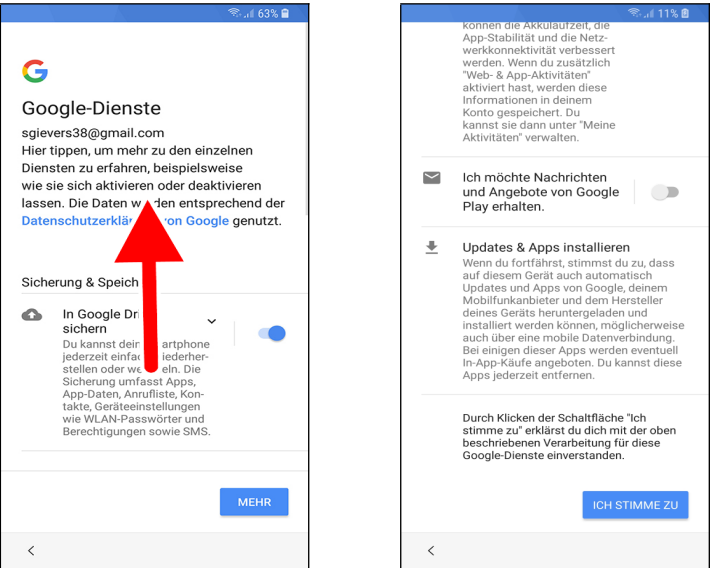 63%
Google-Dienste
sgievers38@gmail.com
Hier tippen, um mehr zu den einzelnen
Diensten zu erfahren, beispielsweise
wie sie sich aktivieren oder deaktivieren
lassen. Die Daten entsprechend der
von Google genutzt.
Sicherung &
In Google
sichern
Du kannst
jederzeit
stellen oder
Sicherung umfasst Apps,
App-Daten, Anrufliste, Kon-
takte, Geräteeinstellungen
wie WLAN-Passwörter und
Berechtigungen sowie SMS.
MEHR
11%
können die Akkulaufzeit, die
App-Stabilität und die Netz-
werkkonnektivität verbessert
werden. Wenn du zusätzlich
"Web- & App-Aktivitäten"
aktiviert hast, werden diese
Informationen in deinem
Konto gespeichert. Du
kannst sie dann unter "Meine
Aktivitäten" verwalten.
Ich möchte Nachrichten
und Angebote von Google
Play erhalten.
Updates & Apps installieren
Wenn du fortfährst, stimmst du zu, dass
auf diesem Gerät auch automatisch
Updates und Apps von Google, deinem
Mobilfunkanbieter und dem Hersteller
deines Geräts heruntergeladen und
installiert werden können, möglicherweise
auch über eine mobile Datenverbindung.
Bei einigen dieser Apps werden eventuell
In-App-Käufe angeboten. Du kannst diese
Apps jederzeit entfernen.
Durch Klicken der Schaltfläche "Ich
stimme zu" erklärst du dich mit der oben
beschriebenen Verarbeitung für diese
Google-Dienste einverstanden.
ICH STIMME ZU